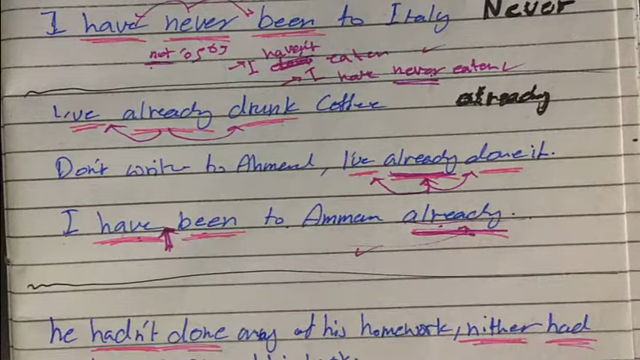 I have never been to Italy Never
not
→ I haven't eaten
→ I have never eaten
I've already drunk Coffee already
Don't write to Ahmed, I've already done it.
I have been to Amman already.
he hadn't done any of his homework, nither had